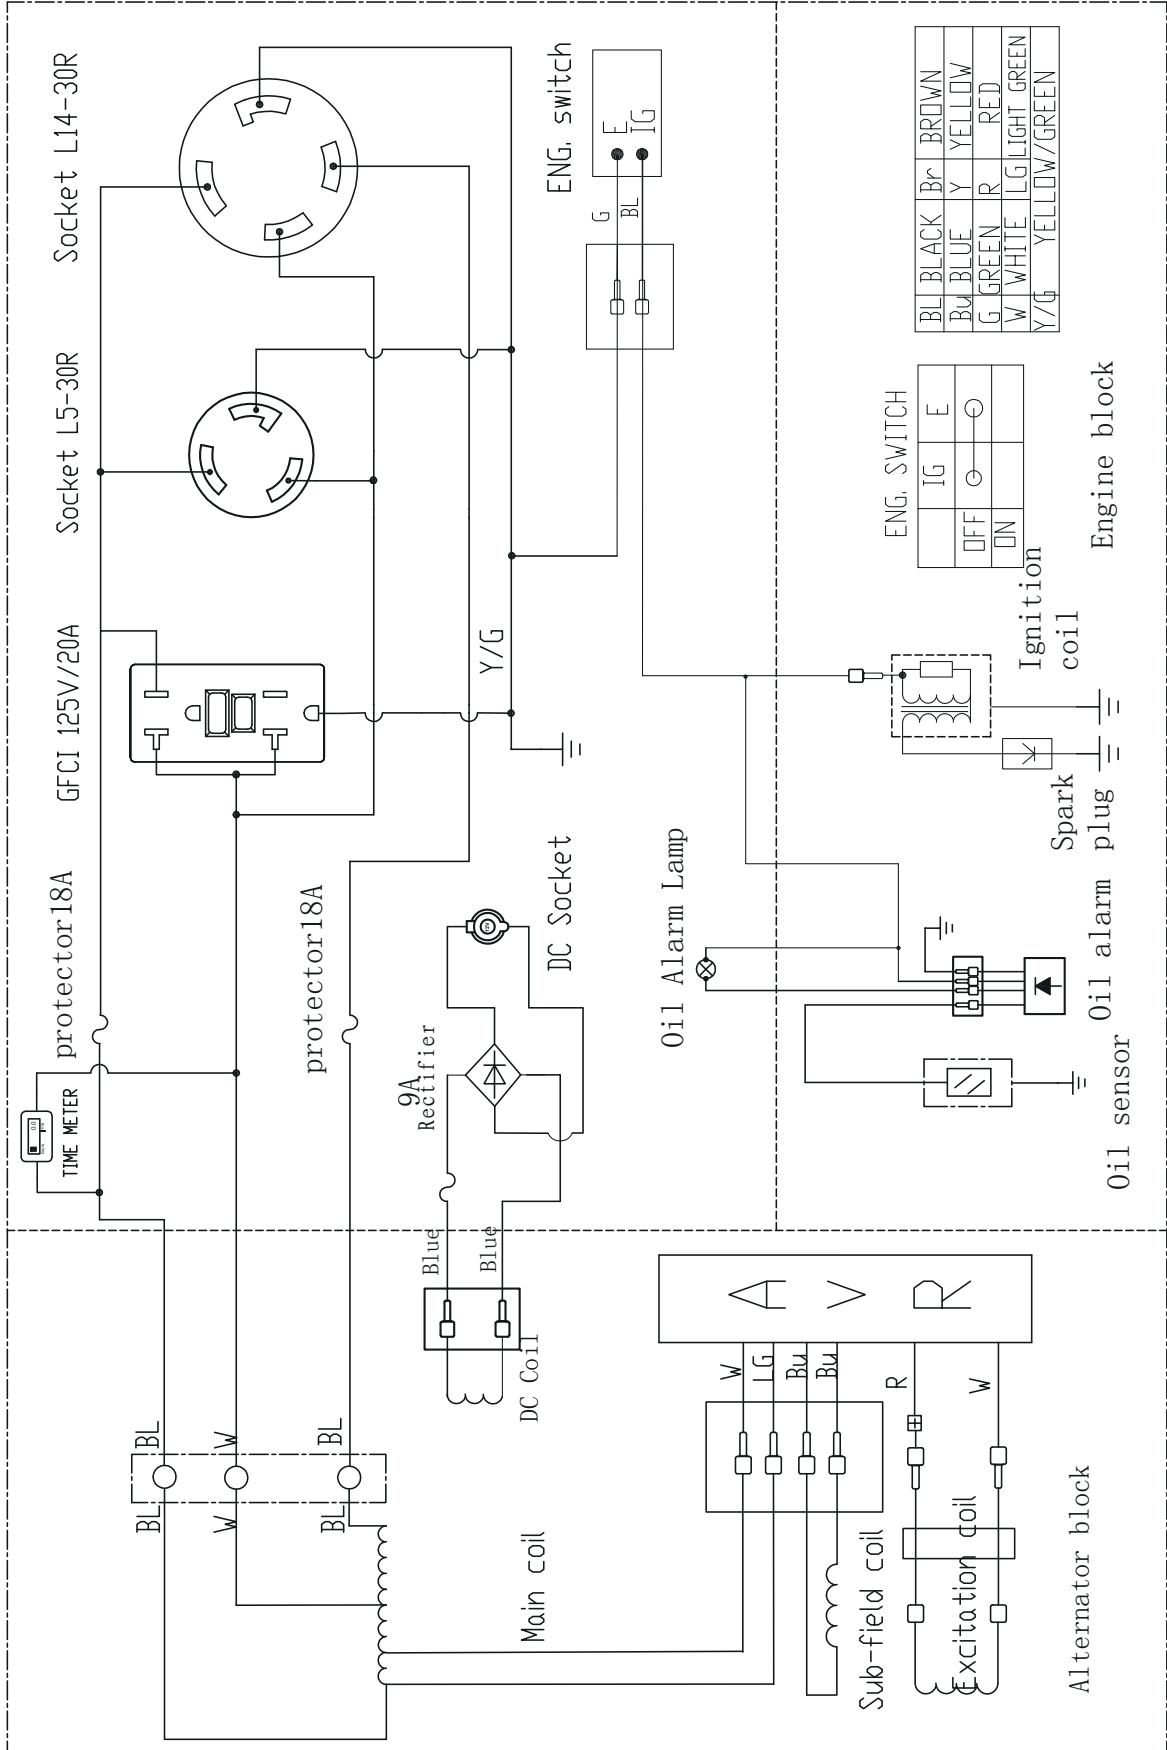 GFCI 125V/20A
Socket L5-30R
Socket L14-30R
protector18A
protector18A
TIME METER
9A
Rectifier
DC Socket
12V
Y/G
ENG. switch
E
IG
G
BL
Oil Alarm Lamp
Blue
Blue
DC Coil
BL
W
BL
BL
W
BL
Main coil
A V R
W
LG
Bu
Bu
R
W
Sub-field coil
Excitation coil
Alternator block
Oil sensor
Oil alarm
Spark
plug
Ignition
coil
Engine block
ENG. SWITCH
IG E
OFF
ON
BL BLACK Br BROWN
Bu BLUE Y YELLOW
G GREEN R RED
W WHITE LG LIGHT GREEN
Y/G YELLOW/GREEN